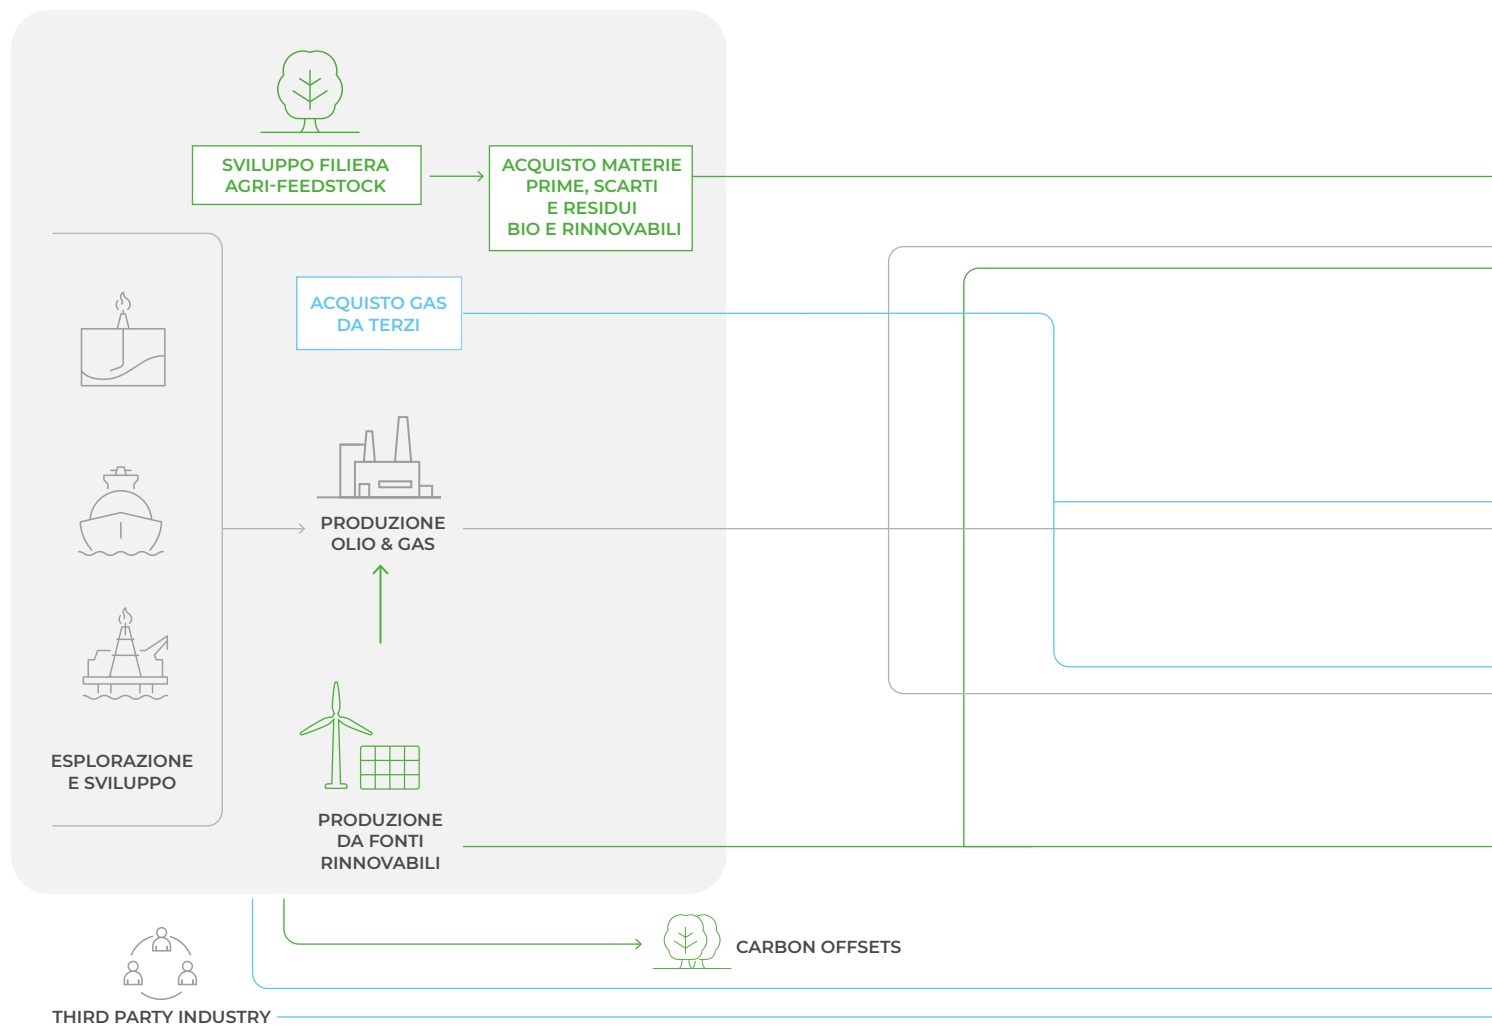 SVILUPPO FILIERA
AGRI-FEEDSTOCK
ACQUISTO MATERIE
PRIME, SCARTI
E RESIDUI
BIO E RINNOVABILI
ACQUISTO GAS
DA TERZI
PRODUZIONE
OLIO & GAS
ESPLORAZIONE
E SVILUPPO
PRODUZIONE
DA FONTI
RINNOVABILI
CARBON OFFSETS
THIRD PARTY INDUSTRY